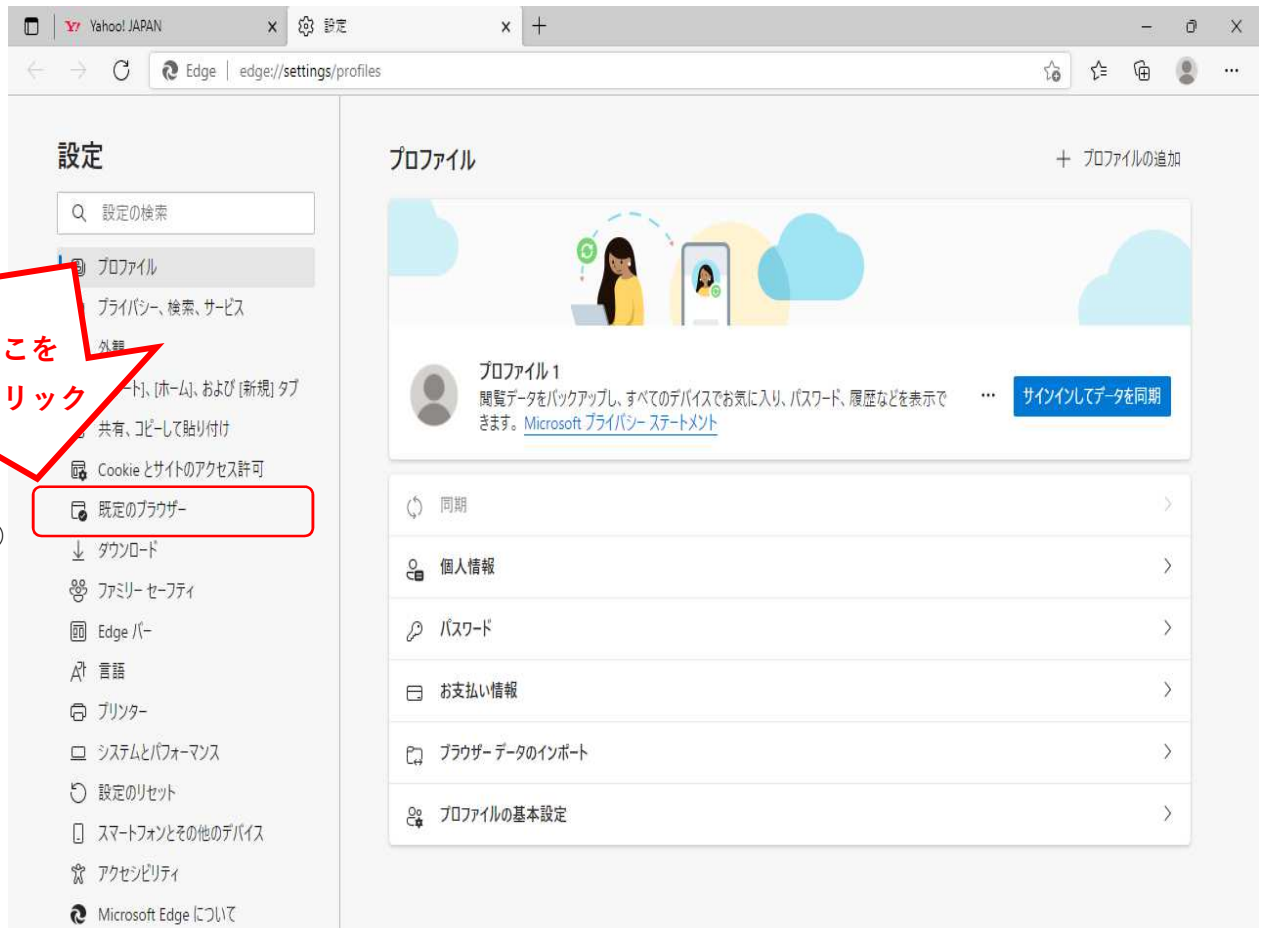 Yahoo! JAPAN
設定
Edge
edge://settings/profiles
設定
設定の検索
プロファイル
プライバシー、検索、サービス
外観
ート]、[ホーム]、および [新規] タブ
共有、コピーして貼り付け
Cookie とサイトのアクセス許可
既定のブラウザー
ダウンロード
ファミリー セーフティ
Edge バー
言語
プリンター
システムとパフォーマンス
設定のリセット
スマートフォンとその他のデバイス
アクセシビリティ
Microsoft Edge について
こを
リック
)
プロファイル
プロファイルの追加
プロファイル 1
閲覧データをバックアップし、すべてのデバイスでお気に入り、パスワード、履歴などを表示で
きます。Microsoft プライバシー ステートメント
サインインしてデータを同期
同期
個人情報
パスワード
お支払い情報
ブラウザー データのインポート
プロファイルの基本設定